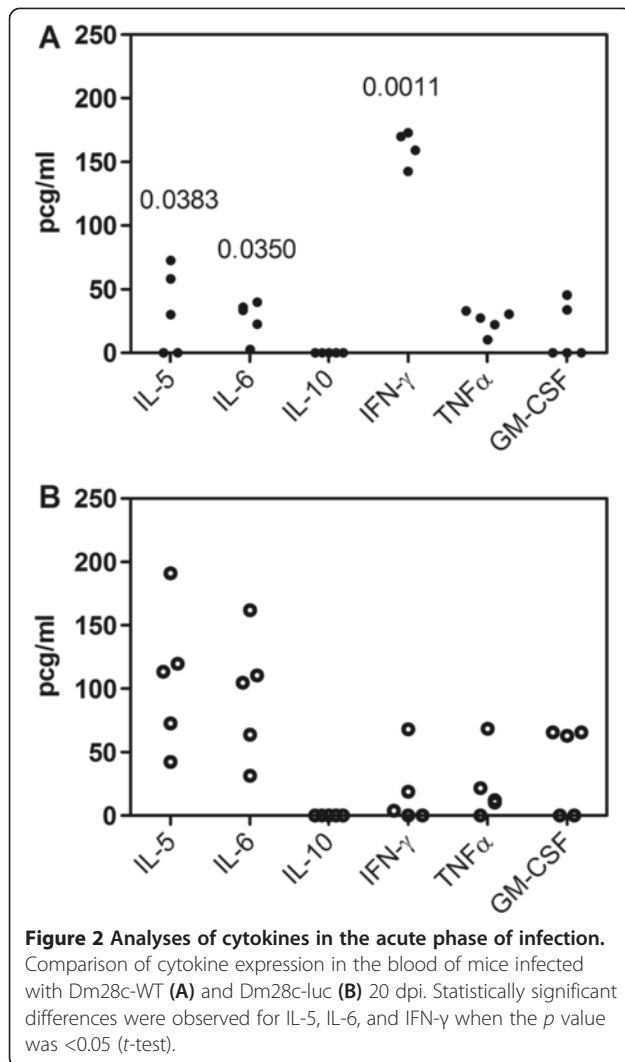 A
250
200
150
100
50
0
pcg/ml
0.0383
0.0350
0.0011
IL-5
IL-6
IL-10
IFN-γ
TNFα
GM-CSF
B
250
200
150
100
50
0
pcg/ml
IL-5
IL-6
IL-10
IFN-γ
TNFα
GM-CSF
Figure 2 Analyses of cytokines in the acute phase of infection.
Comparison of cytokine expression in the blood of mice infected
with Dm28c-WT (A) and Dm28c-luc (B) 20 dpi. Statistically significant
differences were observed for IL-5, IL-6, and IFN-γ when the p value
was <0.05 (t-test).